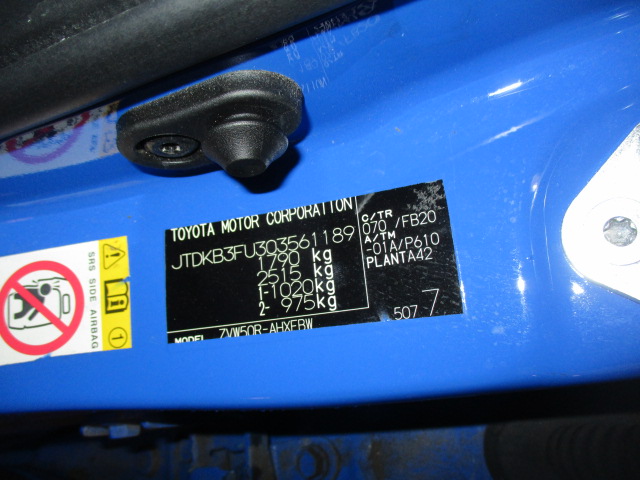 TOYOTA MOTOR CORPORATION
JTDKB3FU303561189
1790 kg
2515 kg
1-1020kg
2- 975kg
MODEL ZVW50R-AHXEBW
C/TR
070 /FB20
A/TM
-01A/P610
PLANTA42
507 7
SRS SIDE AIRBAG
1